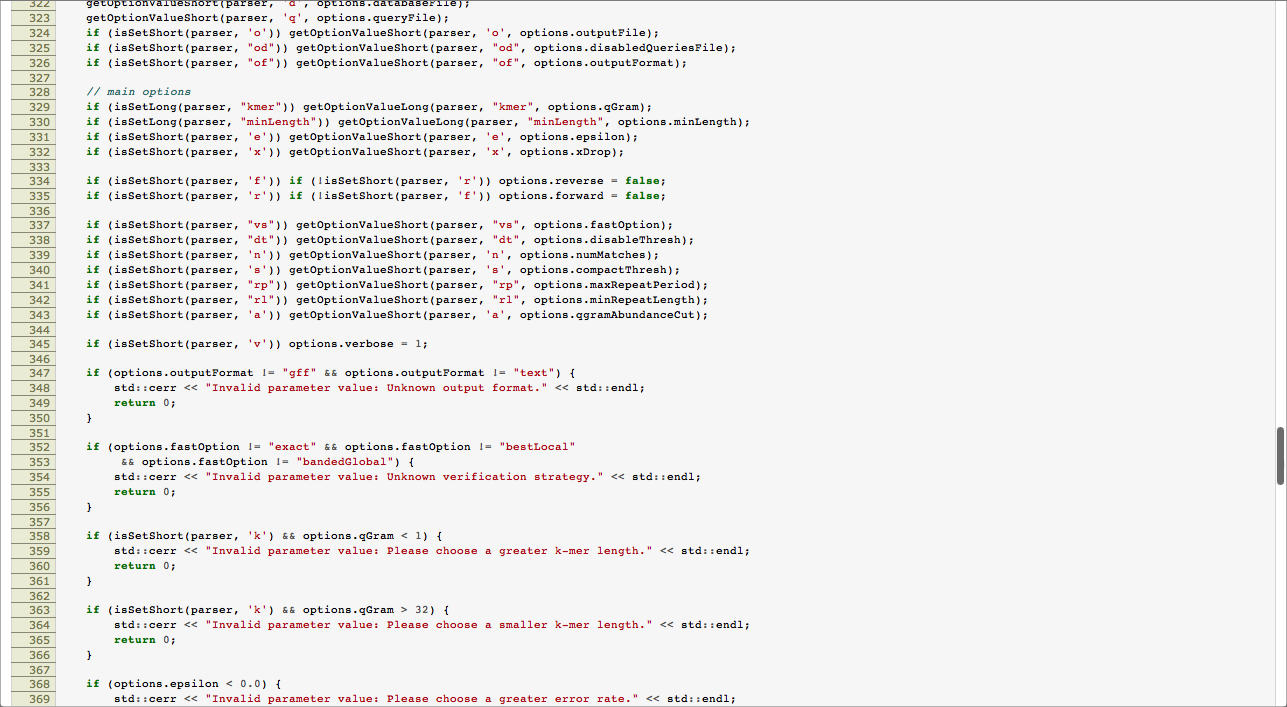 322 getOptionValueShort(parser, 'd', options.databaseFile);
323 getOptionValueShort(parser, 'q', options.queryFile);
324 if (isSetShort(parser, 'o')) getOptionValueShort(parser, 'o', options.outputFile);
325 if (isSetShort(parser, "od")) getOptionValueShort(parser, "od", options.disabledQueriesFile);
326 if (isSetShort(parser, "of")) getOptionValueShort(parser, "of", options.outputFormat);
327
328 // main options
329 if (isSetLong(parser, "kmer")) getOptionValueLong(parser, "kmer", options.qGram);
330 if (isSetLong(parser, "minLength")) getOptionValueLong(parser, "minLength", options.minLength);
331 if (isSetShort(parser, 'e')) getOptionValueShort(parser, 'e', options.epsilon);
332 if (isSetShort(parser, 'x')) getOptionValueShort(parser, 'x', options.xDrop);
333
334 if (isSetShort(parser, 'f')) if (!isSetShort(parser, 'r')) options.reverse = false;
335 if (isSetShort(parser, 'r')) if (!isSetShort(parser, 'f')) options.forward = false;
336
337 if (isSetShort(parser, "vs")) getOptionValueShort(parser, "vs", options.fastOption);
338 if (isSetShort(parser, "dt")) getOptionValueShort(parser, "dt", options.disableThresh);
339 if (isSetShort(parser, 'n')) getOptionValueShort(parser, 'n', options.numMatches);
340 if (isSetShort(parser, 's')) getOptionValueShort(parser, 's', options.compactThresh);
341 if (isSetShort(parser, "rp")) getOptionValueShort(parser, "rp", options.maxRepeatPeriod);
342 if (isSetShort(parser, "rl")) getOptionValueShort(parser, "rl", options.minRepeatLength);
343 if (isSetShort(parser, 'a')) getOptionValueShort(parser, 'a', options.qgramAbundanceCut);
344
345 if (isSetShort(parser, 'v')) options.verbose = 1;
346
347 if (options.outputFormat != "gff" && options.outputFormat != "text") {
348 std::cerr << "Invalid parameter value: Unknown output format." << std::endl;
349 return 0;
350 }
351
352 if (options.fastOption != "exact" && options.fastOption != "bestLocal"
353 && options.fastOption != "bandedGlobal") {
354 std::cerr << "Invalid parameter value: Unknown verification strategy." << std::endl;
355 return 0;
356 }
357
358 if (isSetShort(parser, 'k') && options.qGram < 1) {
359 std::cerr << "Invalid parameter value: Please choose a greater k-mer length." << std::endl;
360 return 0;
361 }
362
363 if (isSetShort(parser, 'k') && options.qGram > 32) {
364 std::cerr << "Invalid parameter value: Please choose a smaller k-mer length." << std::endl;
365 return 0;
366 }
367
368 if (options.epsilon < 0.0) {
369 std::cerr << "Invalid parameter value: Please choose a greater error rate." << std::endl;